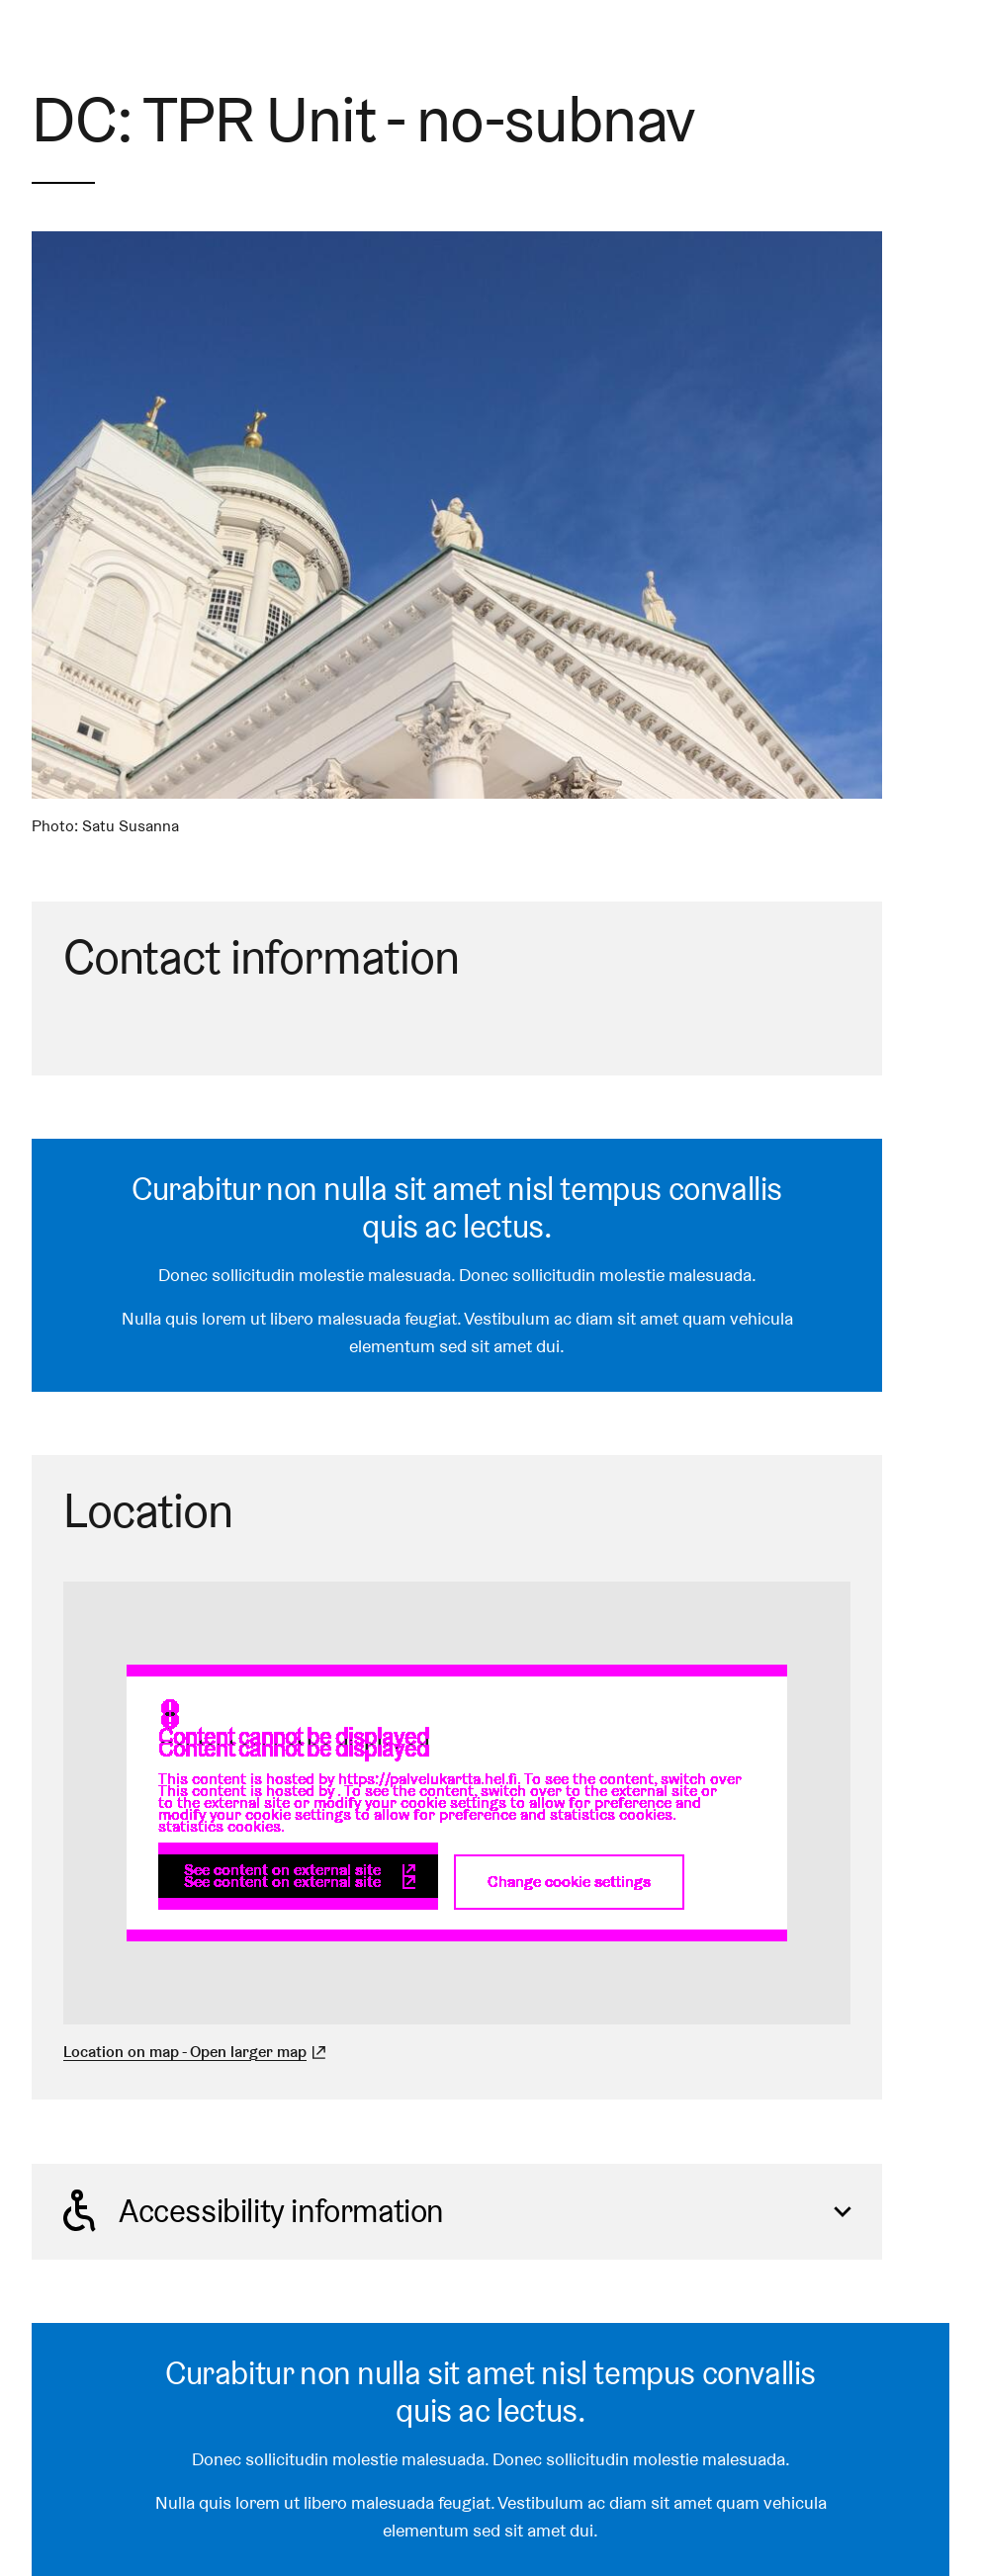 DC: TPR Unit - no-subnav
Photo: Satu Susanna
Contact information
Curabitur non nulla sit amet nisl tempus convallis
quis ac lectus.
Donec sollicitudin molestie malesuada. Donec sollicitudin molestie malesuada.
Nulla quis lorem ut libero malesuada feugiat. Vestibulum ac diam sit amet quam vehicula
elementum sed sit amet dui.
Location
Content cannot be displayed
Content cannot be displayed
This content is hosted by https://palvelukartta.hel.fi. To see the content, switch over
This content is hosted by . To see the content, switch over to the external site or
to the external site or modify your cookie settings to allow for preference and
modify your cookie settings to allow for preference and statistics cookies.
statistics cookies.
See content on external site
See content on external site
Change cookie settings
Location on map - Open larger map
Accessibility information
Curabitur non nulla sit amet nisl tempus convallis
quis ac lectus.
Donec sollicitudin molestie malesuada. Donec sollicitudin molestie malesuada.
Nulla quis lorem ut libero malesuada feugiat. Vestibulum ac diam sit amet quam vehicula
elementum sed sit amet dui.